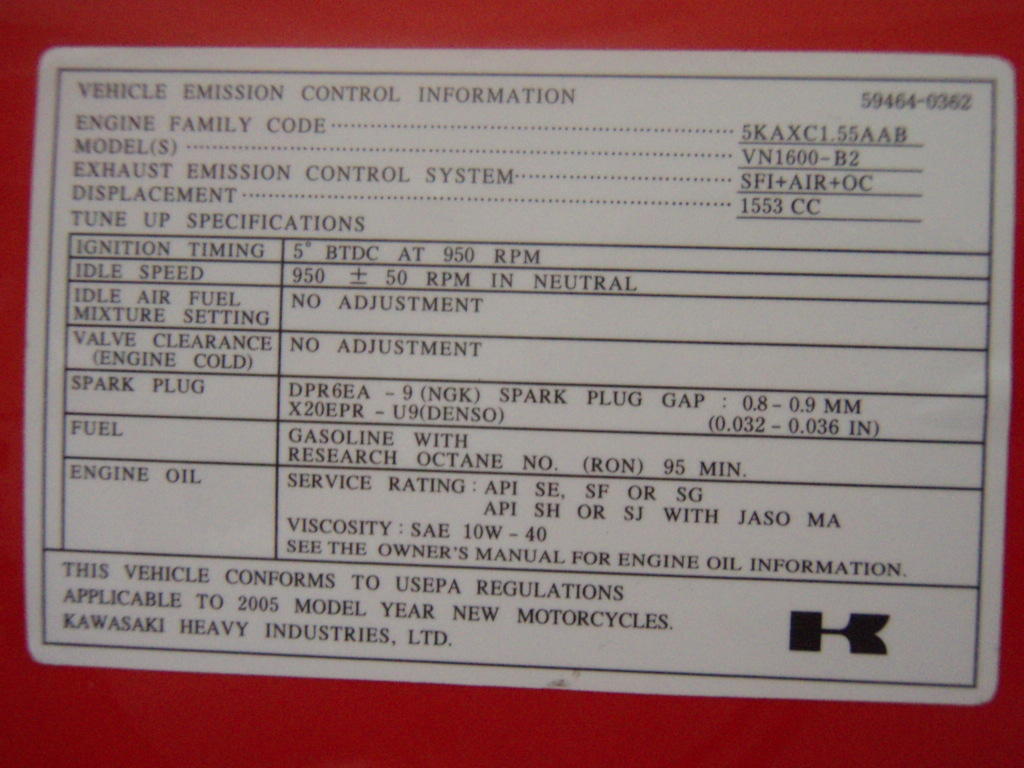 VEHICLE EMISSION CONTROL INFORMATION 59464-0362
ENGINE FAMILY CODE 5KAXC1.55AAB
MODEL(S) VN1600-B2
EXHAUST EMISSION CONTROL SYSTEM SFI+AIR+OC
DISPLACEMENT 1553 CC
TUNE UP SPECIFICATIONS
IGNITION TIMING 5° BTDC AT 950 RPM
IDLE SPEED 950 ± 50 RPM IN NEUTRAL
IDLE AIR FUEL
MIXTURE SETTING
NO ADJUSTMENT
VALVE CLEARANCE
(ENGINE COLD)
NO ADJUSTMENT
SPARK PLUG
DPR6EA - 9 (NGK) SPARK PLUG GAP : 0.8 - 0.9 MM
X20EPR - U9(DENSO) (0.032 - 0.036 IN)
FUEL
GASOLINE WITH
RESEARCH OCTANE NO. (RON) 95 MIN.
ENGINE OIL
SERVICE RATING : API SE, SF OR SG
API SH OR SJ WITH JASO MA
VISCOSITY : SAE 10W - 40
SEE THE OWNER'S MANUAL FOR ENGINE OIL INFORMATION.
THIS VEHICLE CONFORMS TO USEPA REGULATIONS
APPLICABLE TO 2005 MODEL YEAR NEW MOTORCYCLES.
KAWASAKI HEAVY INDUSTRIES, LTD.